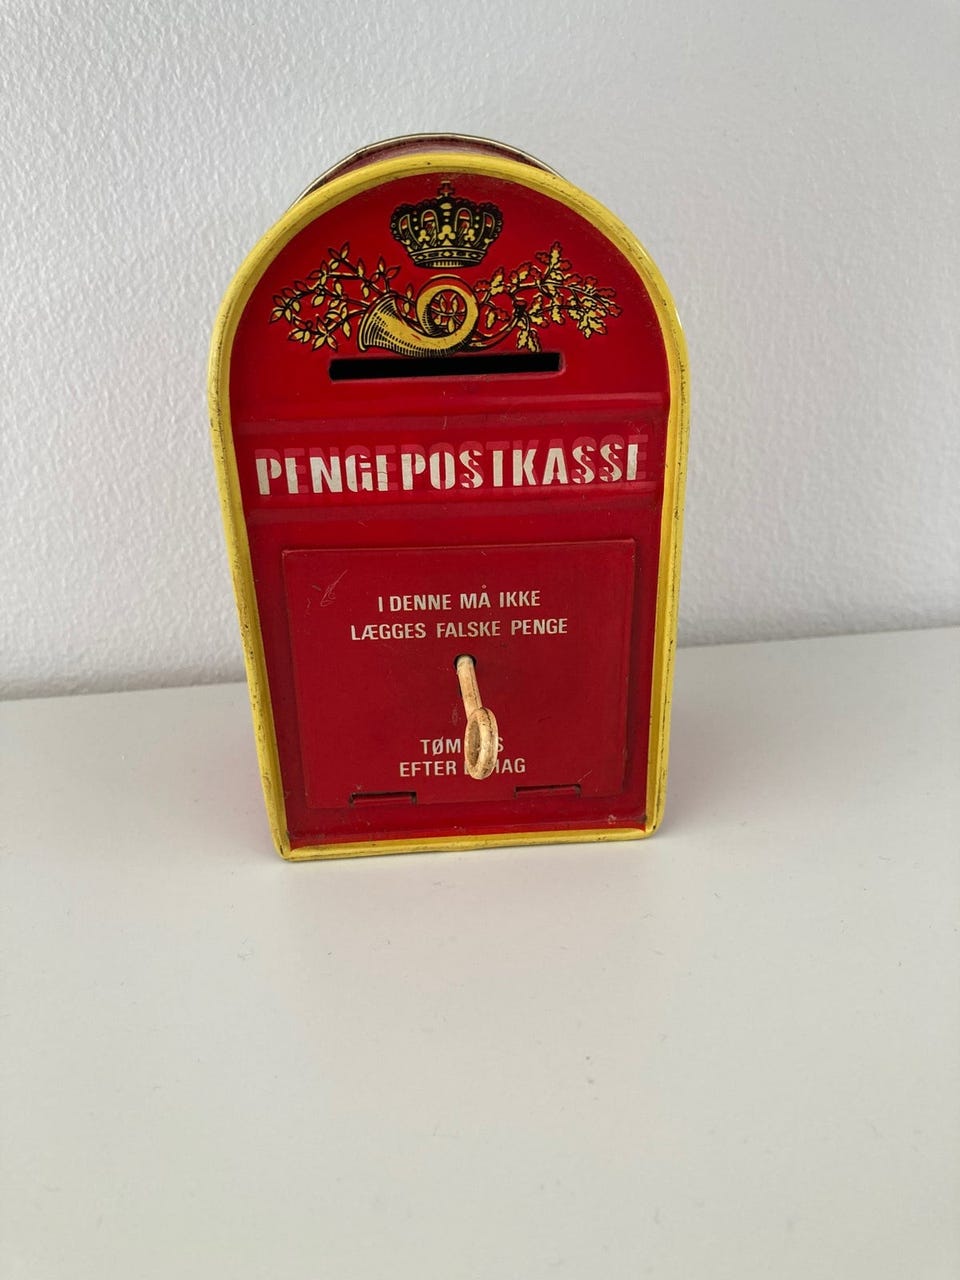 PENGEPOSTKASSE
I DENNE MÅ IKKE
LÆGGES FALSKE PENGE
EFTER